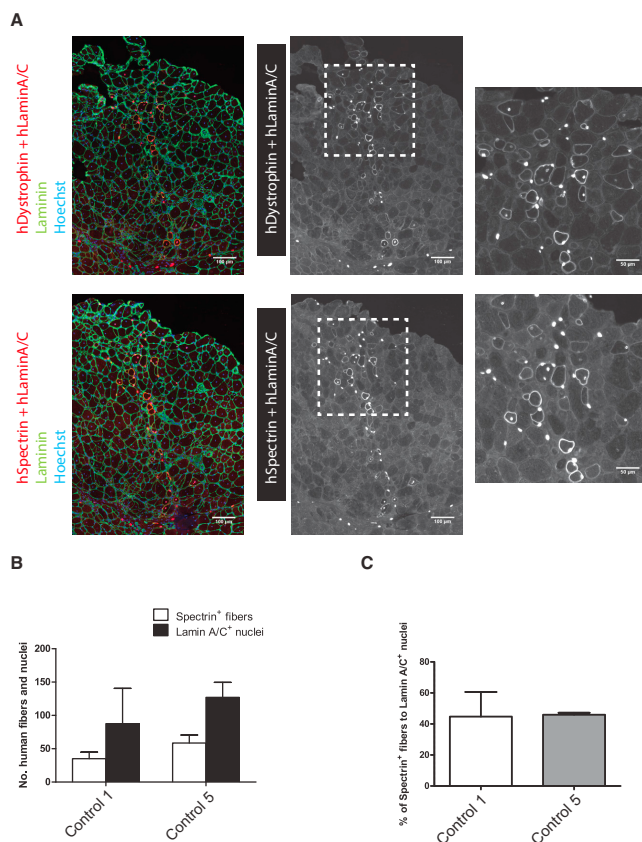 A
hDystrophin + hLaminA/C
Laminin
Hoechst
100 µm
hDystrophin + hLaminA/C
100 µm
50 µm
hSpectrin + hLaminA/C
Laminin
Hoechst
100 µm
hSpectrin + hLaminA/C
100 µm
50 µm
B
Spectrin⁺ fibers
Lamin A/C⁺ nuclei
No. human fibers and nuclei
200
150
100
50
0
Control 1
Control 5
C
% of Spectrin⁺ fibers to Lamin A/C⁺ nuclei
80
60
40
20
0
Control 1
Control 5